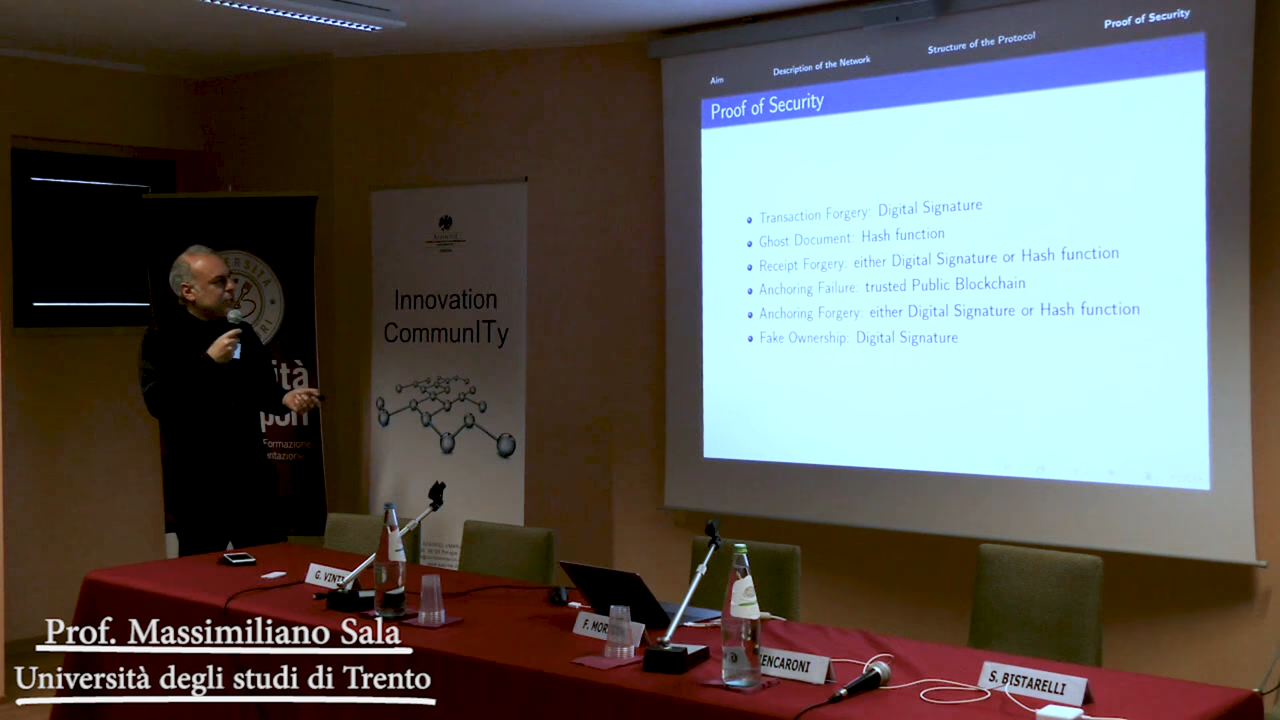 Aim Description of the Network Structure of the Protocol Proof of Security
Proof of Security
Transaction Forgery: Digital Signature
Ghost Document: Hash function
Receipt Forgery: either Digital Signature or Hash function
Anchoring Failure: trusted Public Blockchain
Anchoring Forgery: either Digital Signature or Hash function
Fake Ownership: Digital Signature
Innovation
CommunITy
G. VINTI
F. MOR
ENCARONI
S. BISTARELLI
Prof. Massimiliano Sala
Università degli studi di Trento